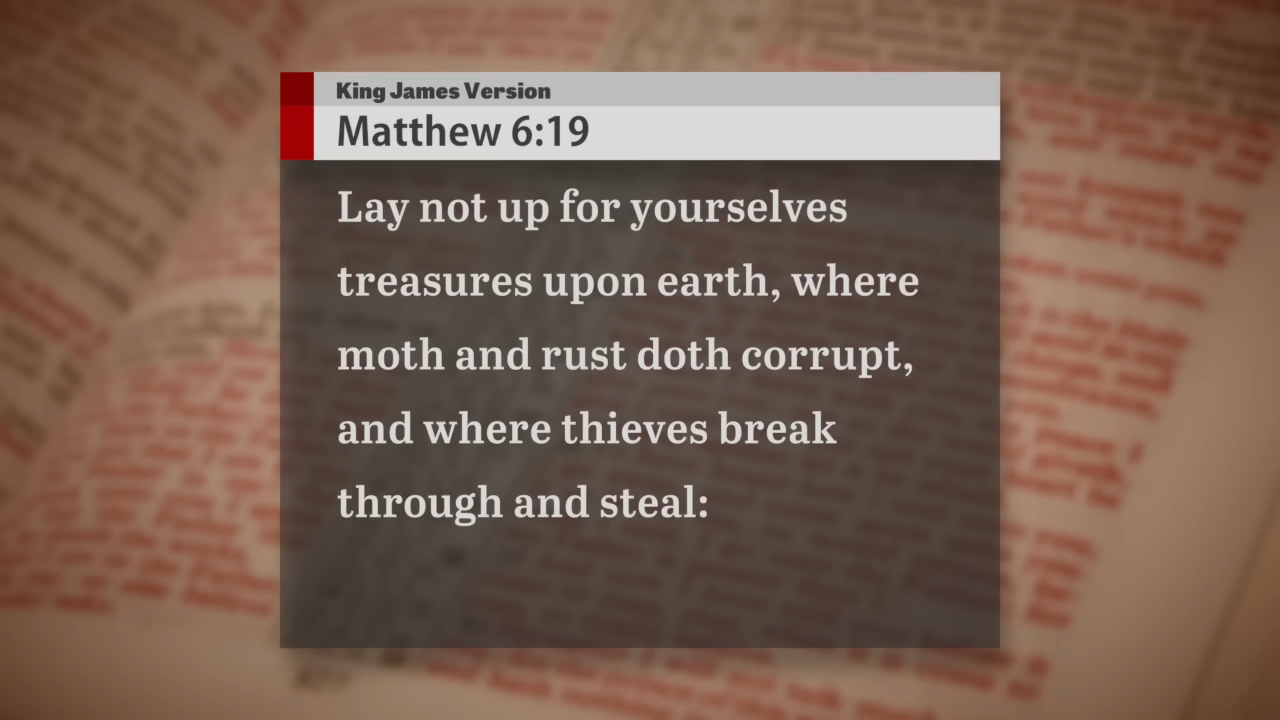 King James Version
Matthew 6:19
Lay not up for yourselves
treasures upon earth, where
moth and rust doth corrupt,
and where thieves break
through and steal: